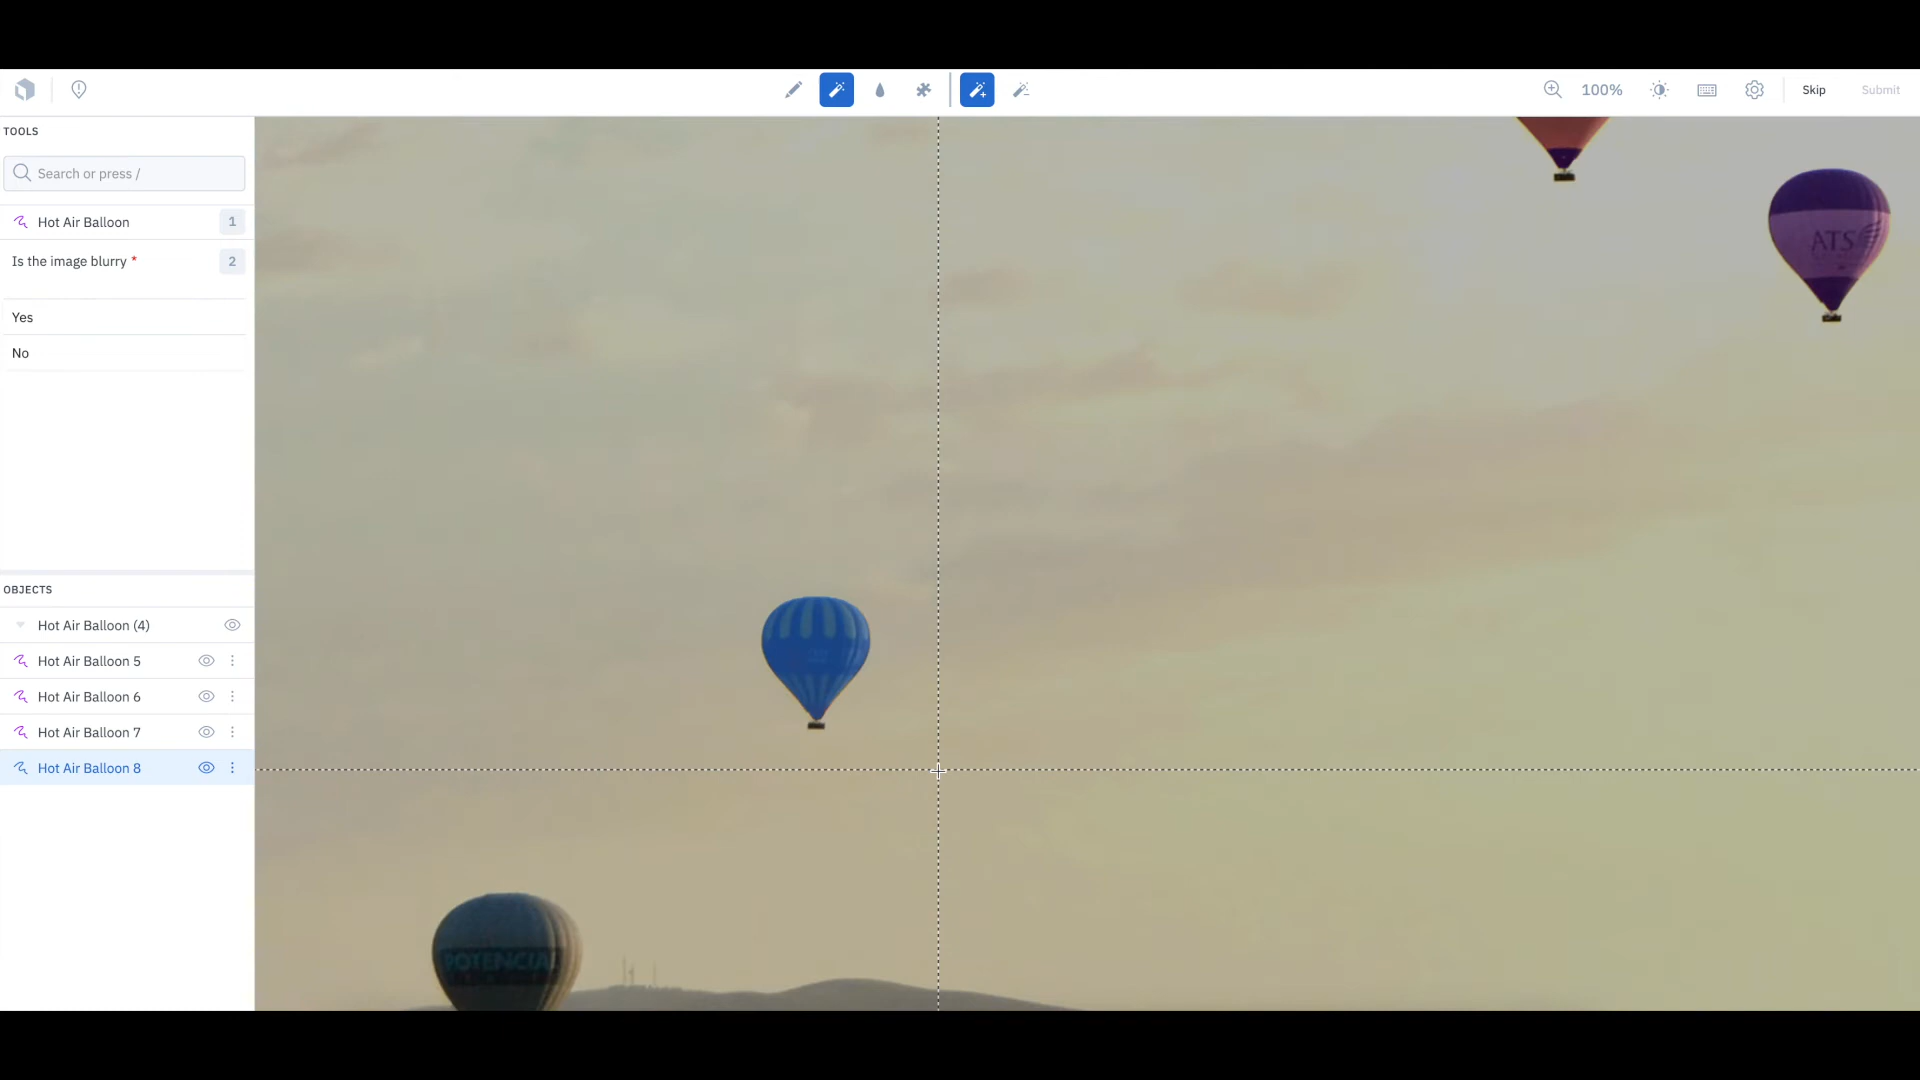 100%
Skip
Submit
TOOLS
Search or press /
Hot Air Balloon 1
Is the image blurry * 2
Yes
No
OBJECTS
Hot Air Balloon (4)
Hot Air Balloon 5
Hot Air Balloon 6
Hot Air Balloon 7
Hot Air Balloon 8
ATS
POTENCIAL